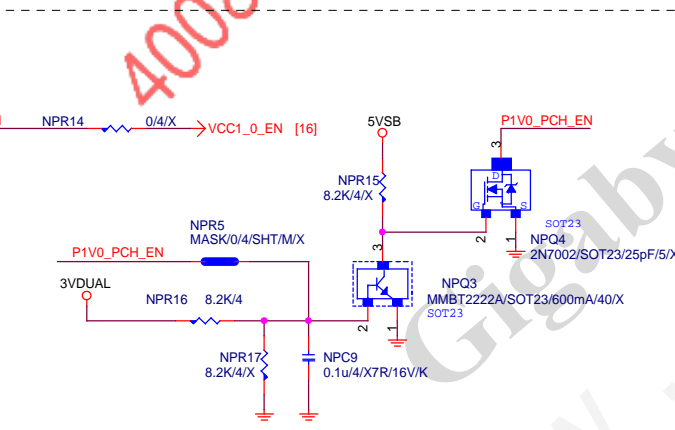 4008
NPR14 0/4/X VCC1_0_EN [16]
5VSB
P1V0_PCH_EN
3
D
G S
NPR15
8.2K/4/X
SOT23
2 1
NPQ4
2N7002/SOT23/25pF/5/X
NPR5
MASK/0/4/SHT/M/X
P1V0_PCH_EN
3
3VDUAL
NPR16 8.2K/4
NPQ3
MMBT2222A/SOT23/600mA/40/X
SOT23
2 1
NPR17
8.2K/4/X
NPC9
0.1u/4/X7R/16V/K
Gigaby